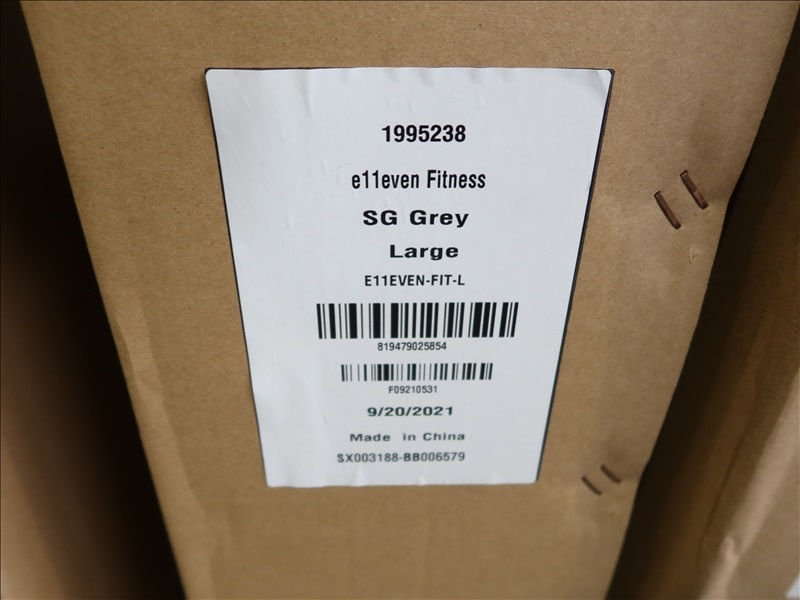 1995238
e11even Fitness
SG Grey
Large
E11EVEN-FIT-L
819479025854
F09210531
9/20/2021
Made in China
SX003188-BB006579